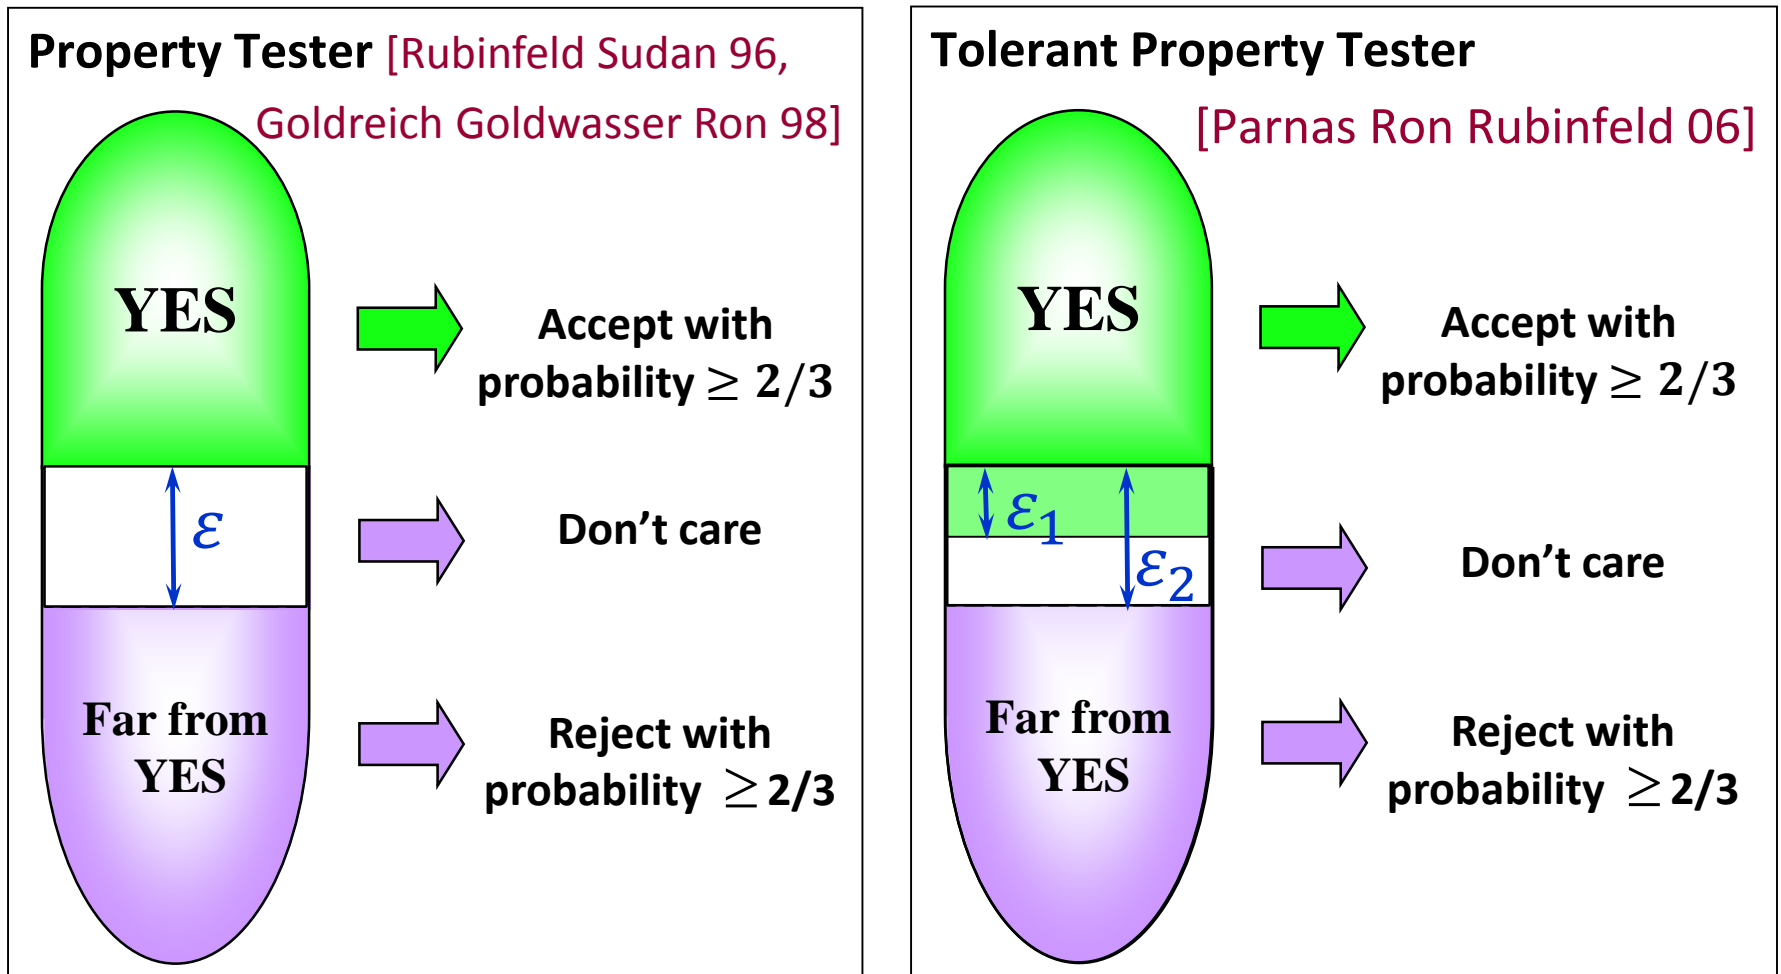 Property Tester [Rubinfeld Sudan 96,
Goldreich Goldwasser Ron 98]
YES
Accept with
probability ≥ 2/3
ε
Don’t care
Far from
YES
Reject with
probability ≥ 2/3
Tolerant Property Tester
[Parnas Ron Rubinfeld 06]
YES
Accept with
probability ≥ 2/3
ε₁
ε₂
Don’t care
Far from
YES
Reject with
probability ≥ 2/3